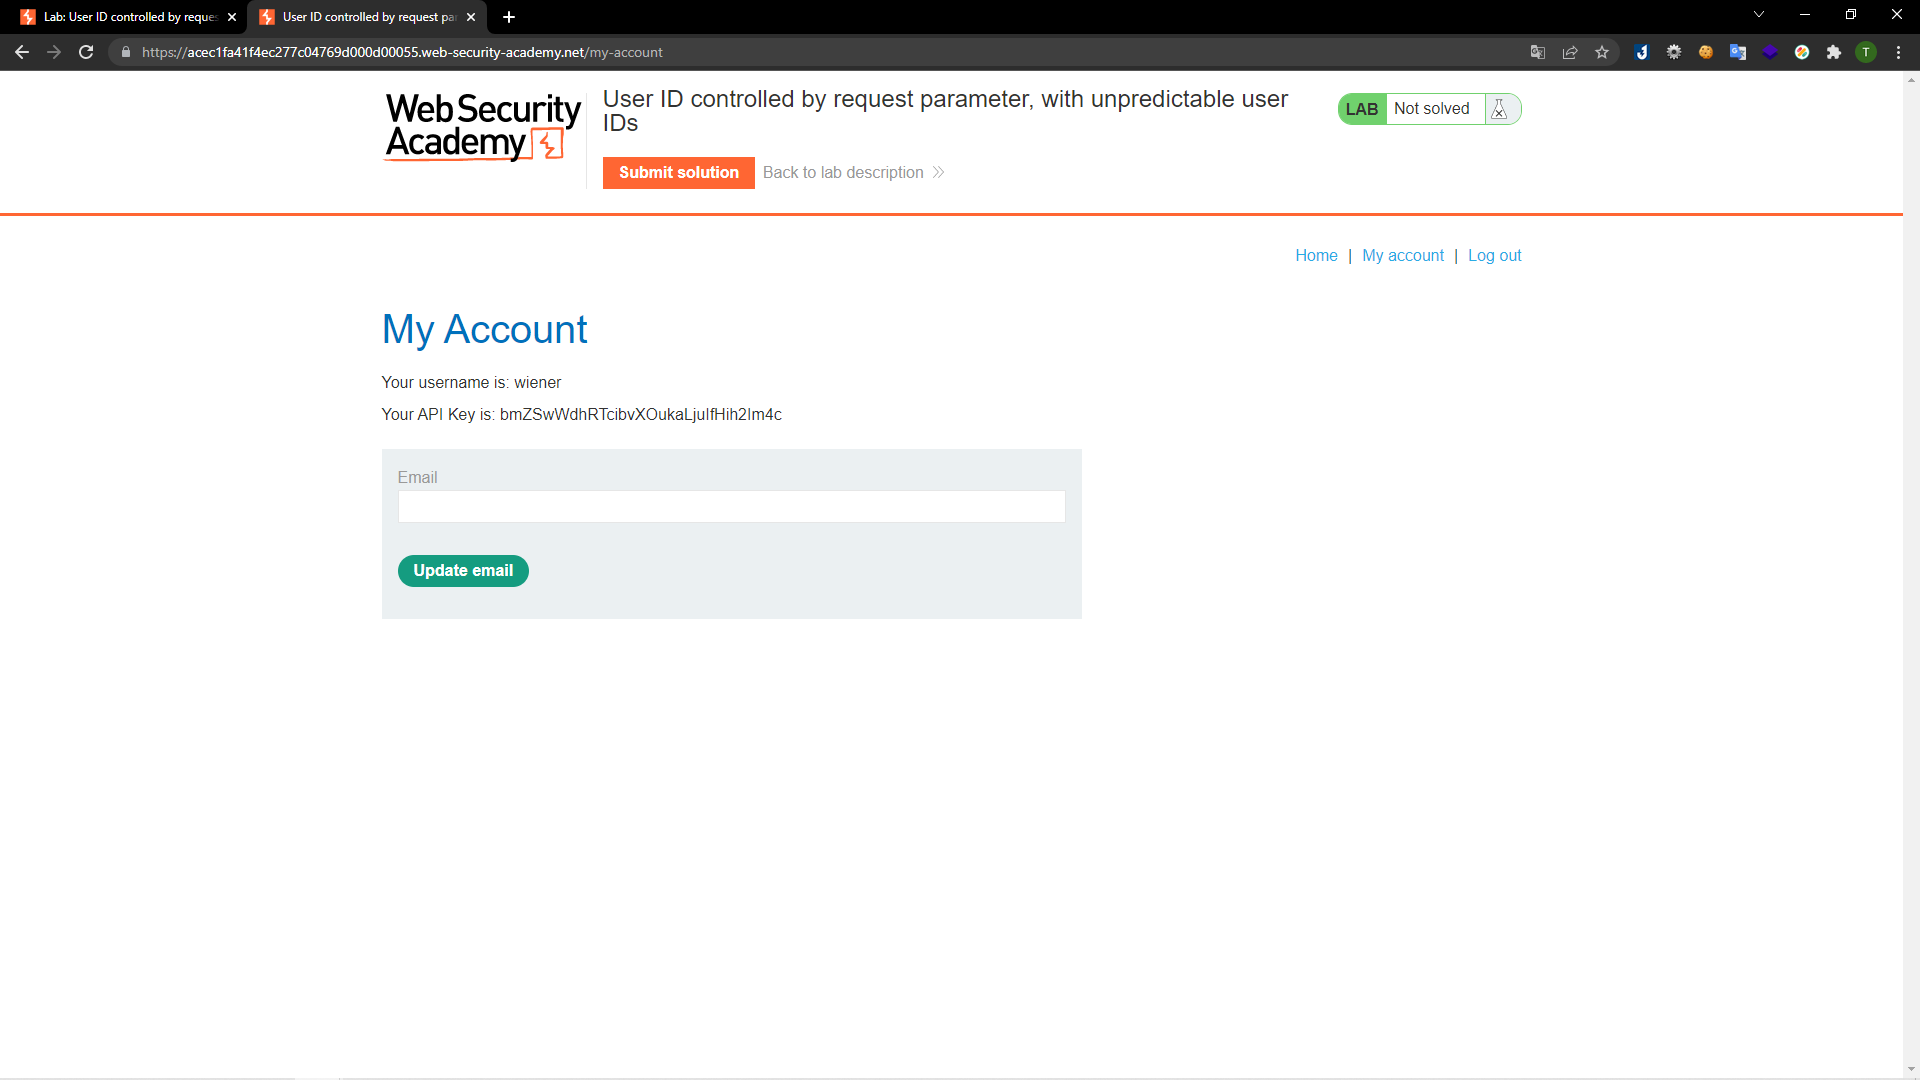 Lab: User ID controlled by reques
User ID controlled by request par
https://acec1fa41f4ec277c04769d000d00055.web-security-academy.net/my-account
T
Web Security
Academy
User ID controlled by request parameter, with unpredictable user
IDs
LAB Not solved
Submit solution Back to lab description
Home | My account | Log out
My Account
Your username is: wiener
Your API Key is: bmZSwWdhRTcibvXOukaLjuIfHih2Im4c
Email
Update email